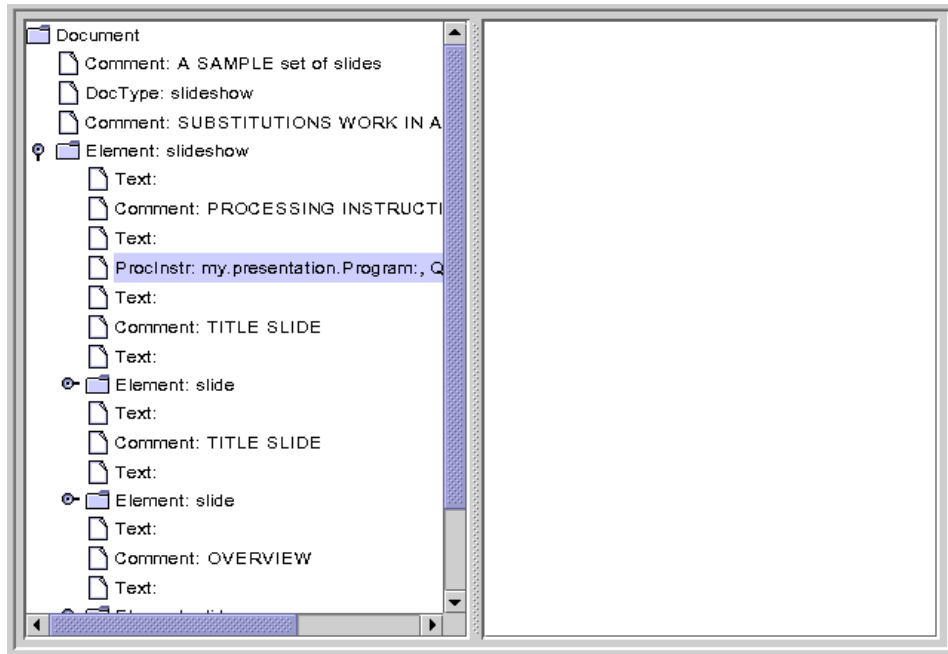 Document
Comment: A SAMPLE set of slides
DocType: slideshow
Comment: SUBSTITUTIONS WORK IN A
Element: slideshow
Text:
Comment: PROCESSING INSTRUCTI
Text:
ProcInstr: my.presentation.Program:, Q
Text:
Comment: TITLE SLIDE
Text:
Element: slide
Text:
Comment: TITLE SLIDE
Text:
Element: slide
Text:
Comment: OVERVIEW
Text: